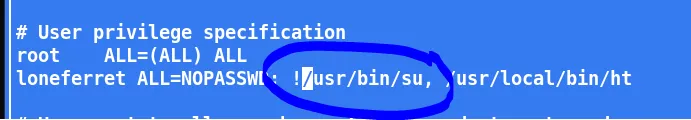 # User privilege specification
root    ALL=(ALL) ALL
loneferret ALL=NOPASSWD: !/usr/bin/su, /usr/local/bin/ht